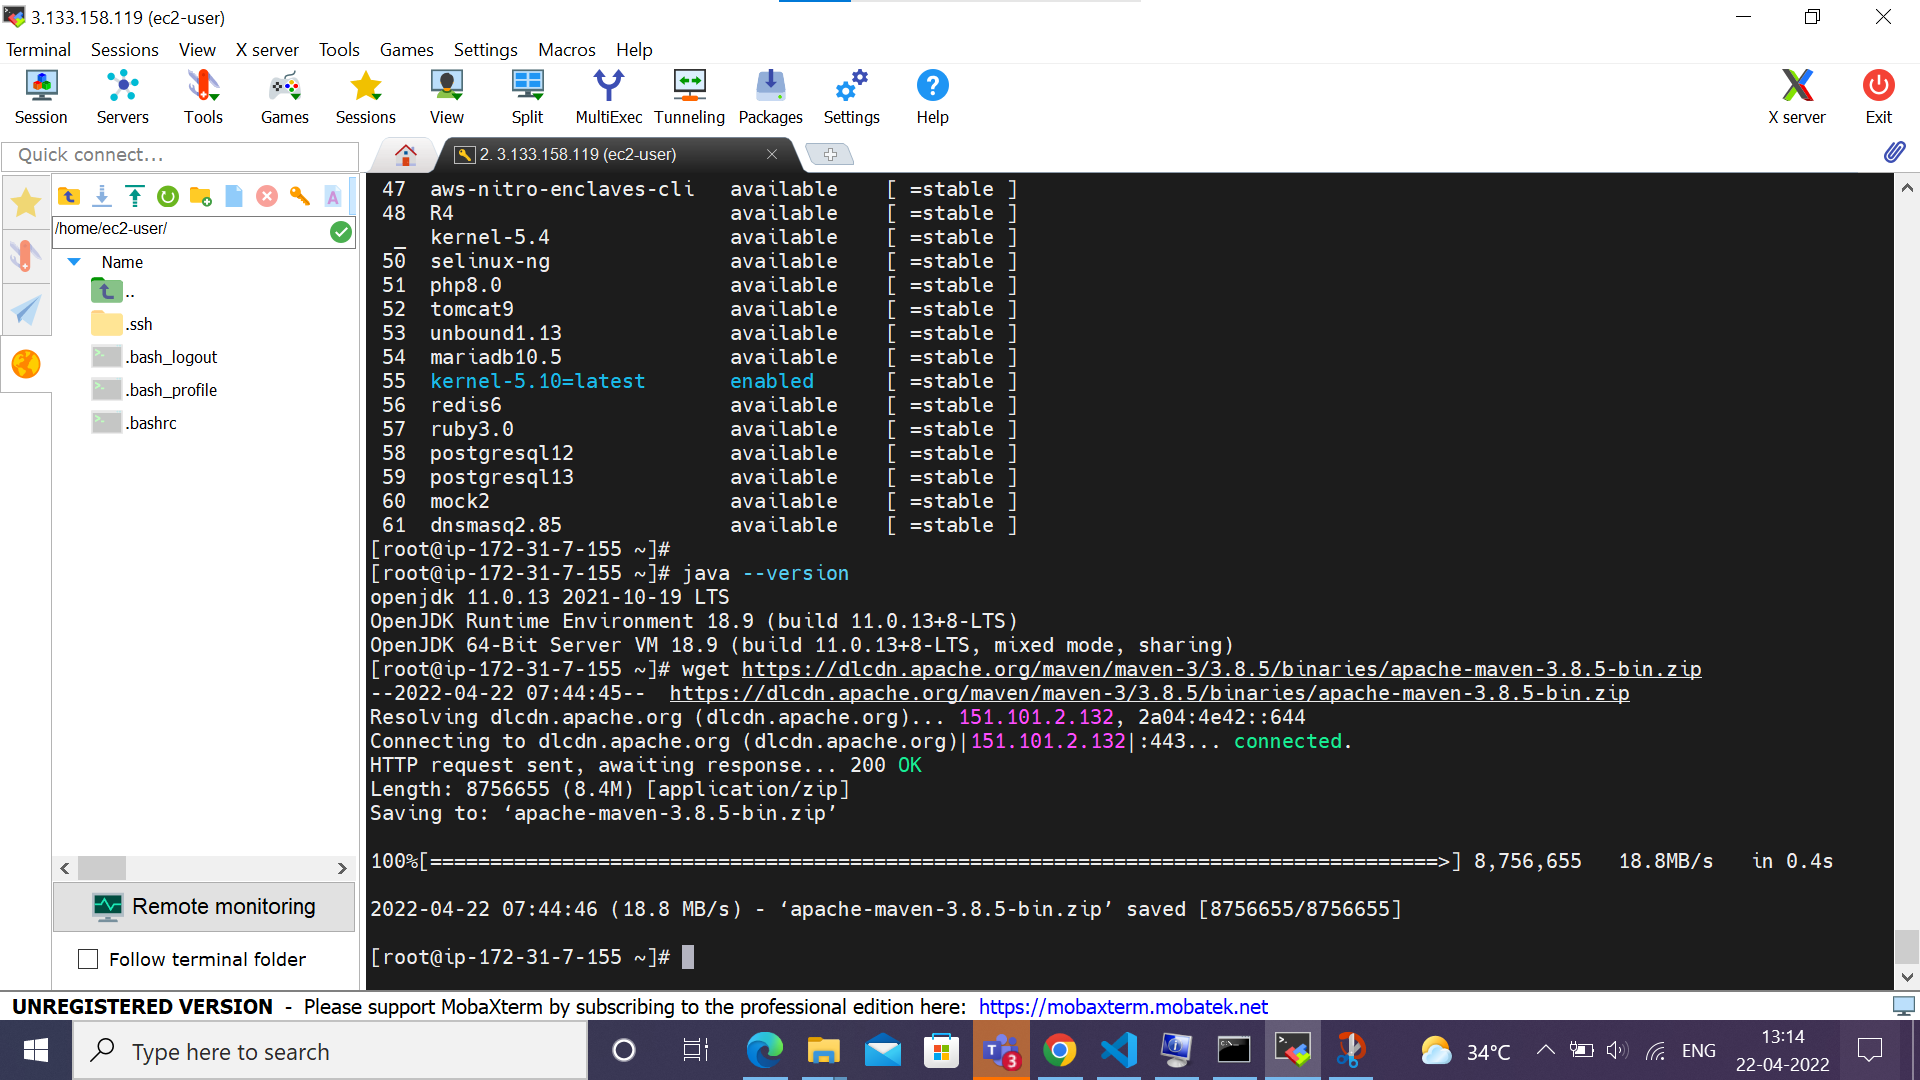 3.133.158.119 (ec2-user)
Terminal Sessions View X server Tools Games Settings Macros Help
Session Servers Tools Games Sessions View Split MultiExec Tunneling Packages Settings Help X server Exit
Quick connect...
2. 3.133.158.119 (ec2-user)
/home/ec2-user/
Name
..
.ssh
.bash_logout
.bash_profile
.bashrc
Remote monitoring
Follow terminal folder
47 aws-nitro-enclaves-cli available [ =stable ]
48 R4 available [ =stable ]
_ kernel-5.4 available [ =stable ]
50 selinux-ng available [ =stable ]
51 php8.0 available [ =stable ]
52 tomcat9 available [ =stable ]
53 unbound1.13 available [ =stable ]
54 mariadb10.5 available [ =stable ]
55 kernel-5.10=latest enabled [ =stable ]
56 redis6 available [ =stable ]
57 ruby3.0 available [ =stable ]
58 postgresql12 available [ =stable ]
59 postgresql13 available [ =stable ]
60 mock2 available [ =stable ]
61 dnsmasq2.85 available [ =stable ]
[root@ip-172-31-7-155 ~]#
[root@ip-172-31-7-155 ~]# java --version
openjdk 11.0.13 2021-10-19 LTS
OpenJDK Runtime Environment 18.9 (build 11.0.13+8-LTS)
OpenJDK 64-Bit Server VM 18.9 (build 11.0.13+8-LTS, mixed mode, sharing)
[root@ip-172-31-7-155 ~]# wget https://dlcdn.apache.org/maven/maven-3/3.8.5/binaries/apache-maven-3.8.5-bin.zip
--2022-04-22 07:44:45-- https://dlcdn.apache.org/maven/maven-3/3.8.5/binaries/apache-maven-3.8.5-bin.zip
Resolving dlcdn.apache.org (dlcdn.apache.org)... 151.101.2.132, 2a04:4e42::644
Connecting to dlcdn.apache.org (dlcdn.apache.org)|151.101.2.132|:443... connected.
HTTP request sent, awaiting response... 200 OK
Length: 8756655 (8.4M) [application/zip]
Saving to: ‘apache-maven-3.8.5-bin.zip’
100%[====================================================================================>] 8,756,655 18.8MB/s in 0.4s
2022-04-22 07:44:46 (18.8 MB/s) - ‘apache-maven-3.8.5-bin.zip’ saved [8756655/8756655]
[root@ip-172-31-7-155 ~]#
UNREGISTERED VERSION - Please support MobaXterm by subscribing to the professional edition here: https://mobaxterm.mobatek.net
Type here to search
3
34°C
ENG
13:14
22-04-2022